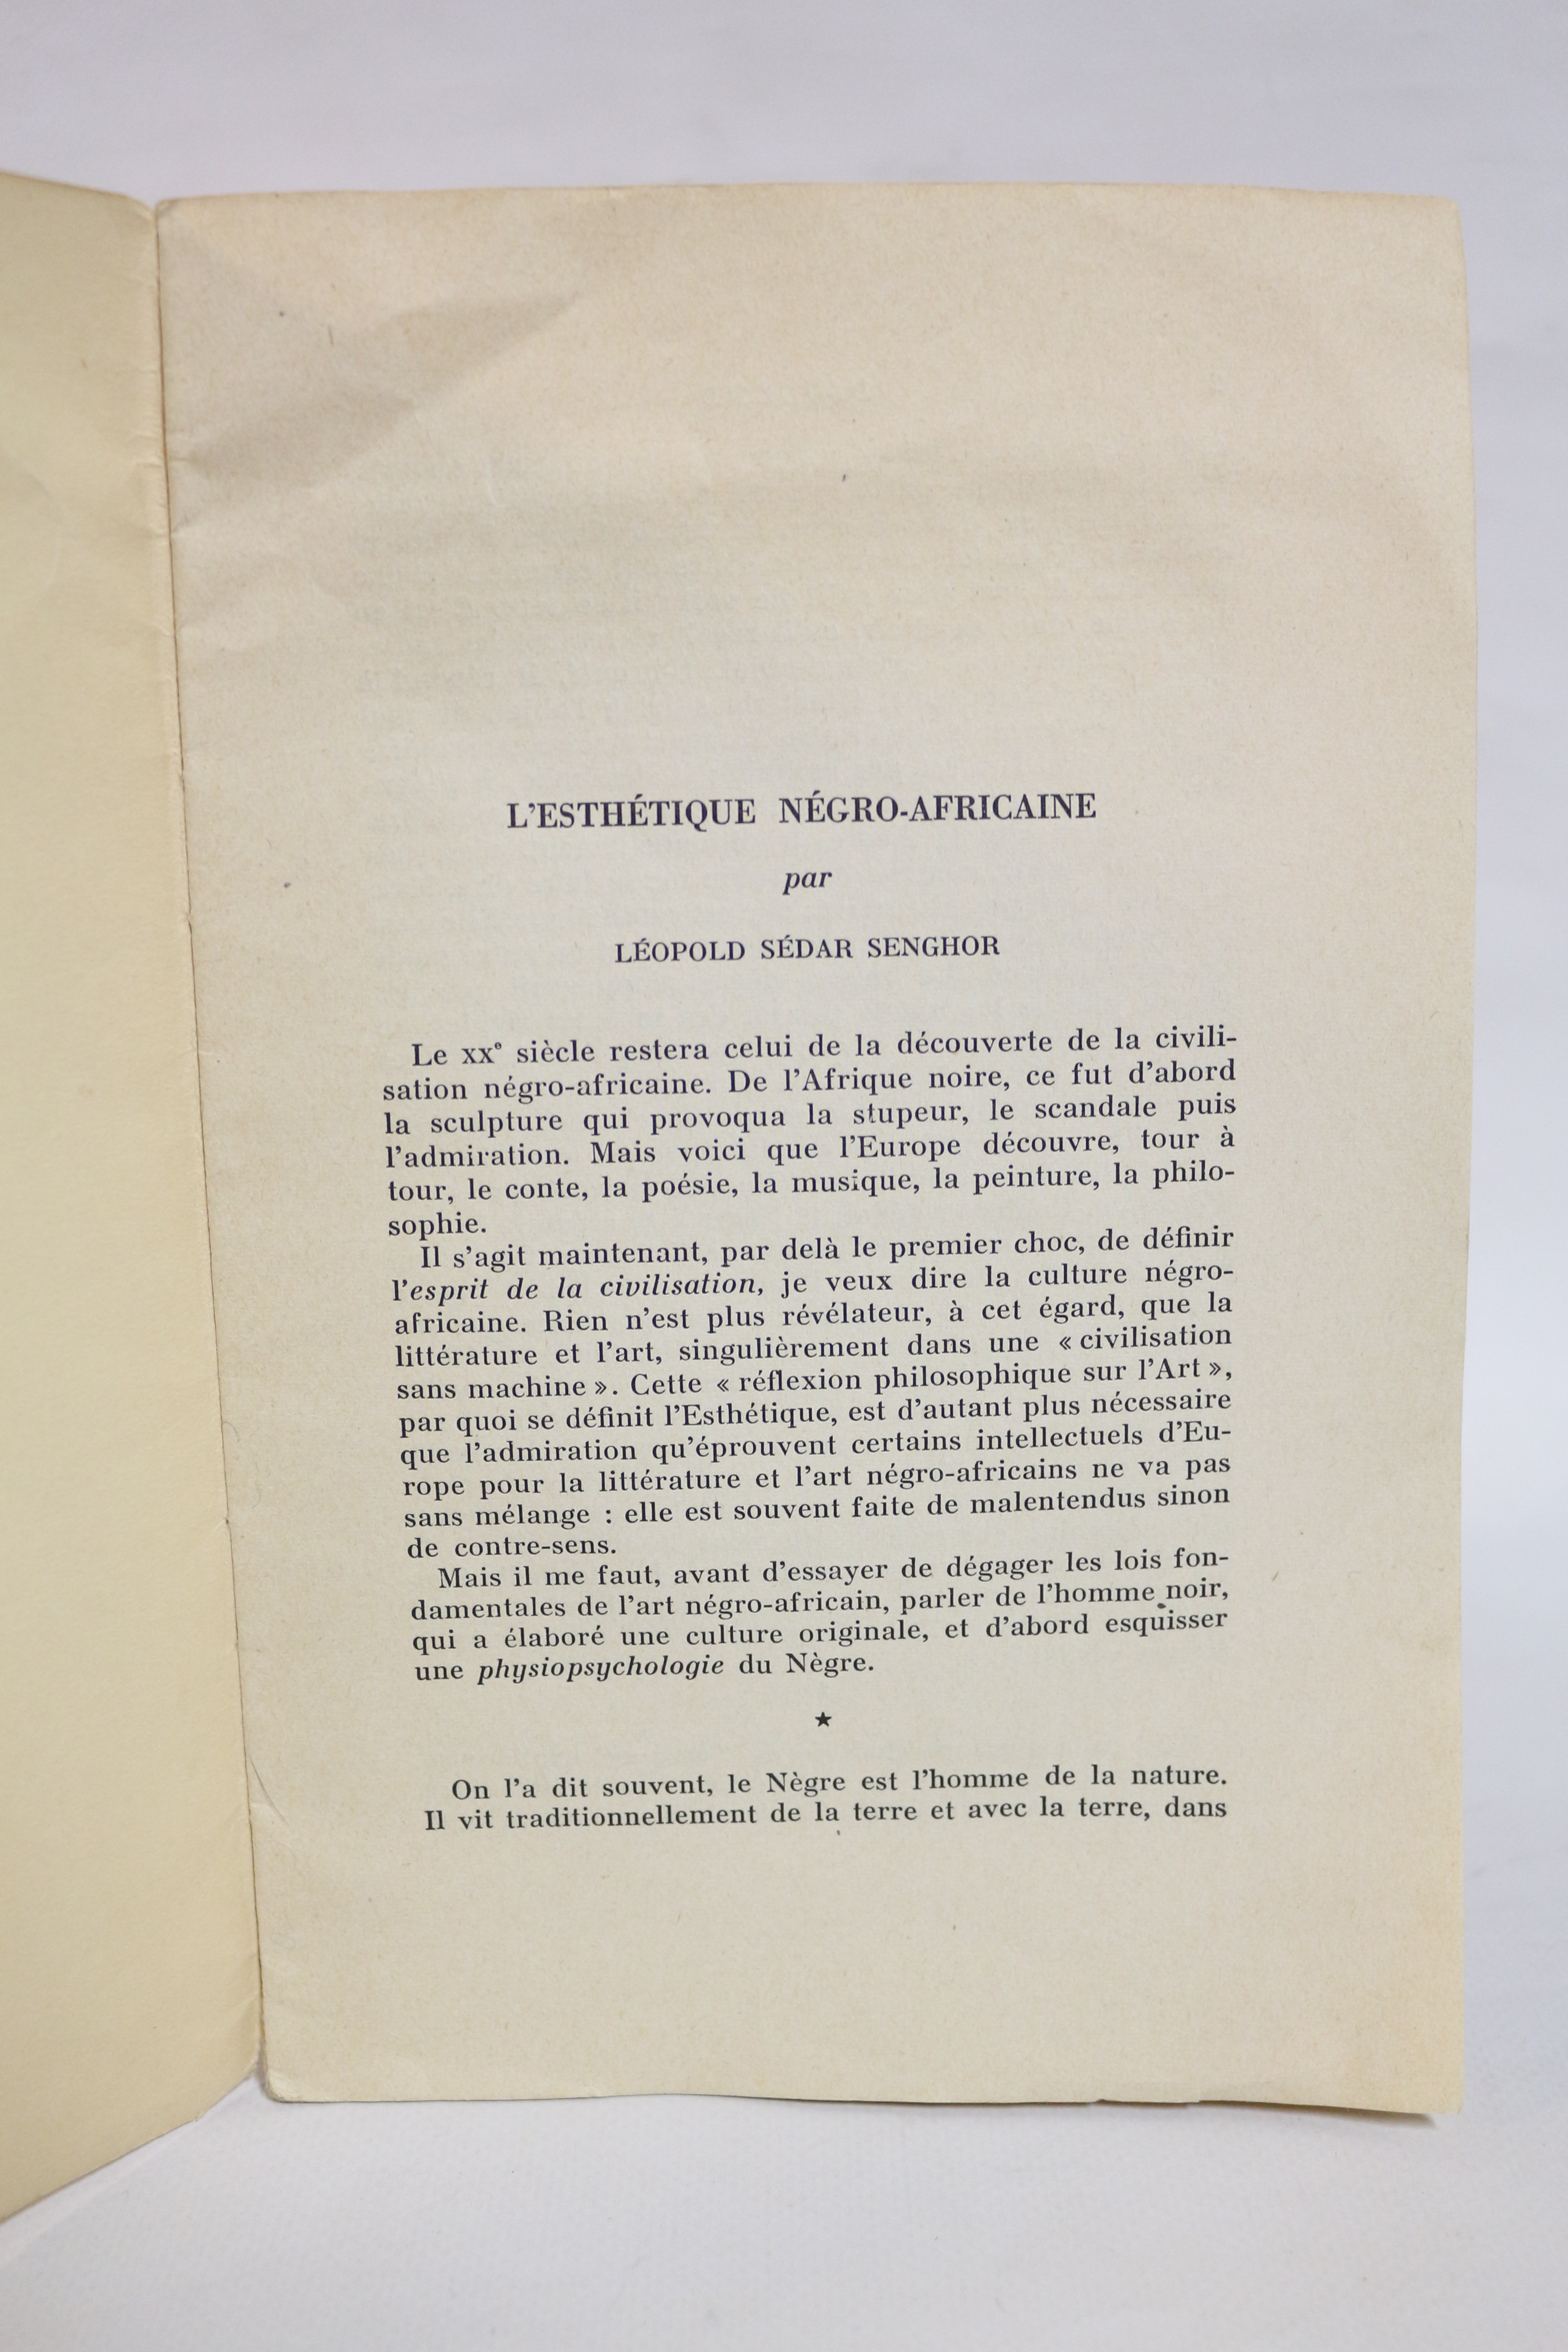 L'ESTHÉTIQUE NÉGRO-AFRICAINE
par
LÉOPOLD SÉDAR SENGHOR
Le XXe siècle restera celui de la découverte de la civili-
sation négro-africaine. De l'Afrique noire, ce fut d'abord
la sculpture qui provoqua la stupeur, le scandale puis
l'admiration. Mais voici que l'Europe découvre, tour à
tour, le conte, la poésie, la musique, la peinture, la philo-
sophie.
Il s'agit maintenant, par delà le premier choc, de définir
l'esprit de la civilisation, je veux dire la culture négro-
africaine. Rien n'est plus révélateur, à cet égard, que la
littérature et l'art, singulièrement dans une « civilisation
sans machine ». Cette « réflexion philosophique sur l'Art »,
par quoi se définit l'Esthétique, est d'autant plus nécessaire
que l'admiration qu'éprouvent certains intellectuels d'Eu-
rope pour la littérature et l'art négro-africains ne va pas
sans mélange : elle est souvent faite de malentendus sinon
de contre-sens.
Mais il me faut, avant d'essayer de dégager les lois fon-
damentales de l'art négro-africain, parler de l'homme noir,
qui a élaboré une culture originale, et d'abord esquisser
une physiopsychologie du Nègre.
★
On l'a dit souvent, le Nègre est l'homme de la nature.
Il vit traditionnellement de la terre et avec la terre, dans